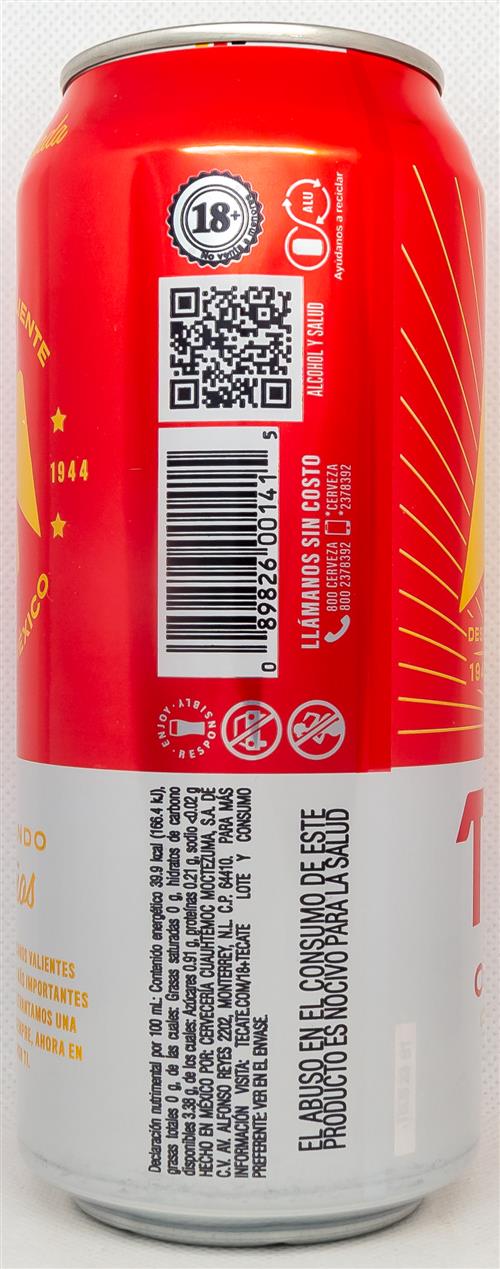 18+
No venta a menores
ALU
Ayúdanos a reciclar
ALCOHOL Y SALUD
0 89826 00141 5
LLÁMANOS SIN COSTO
800 CERVEZA *CERVEZA
800 2378392 *2378392
ENJOY RESPONSIBLY
Declaración nutrimental por 100 mL: Contenido energético 39.9 kcal (166.4 kJ),
grasas totales 0 g, de las cuales: Grasas saturadas 0 g, hidratos de carbono
disponibles 3.38 g, de los cuales: Azúcares 0.91 g, proteínas 0.21 g, sodio <0.02 g
HECHO EN MÉXICO POR: CERVECERÍA CUAUHTÉMOC MOCTEZUMA, S.A. DE
C.V. AV. ALFONSO REYES 2202, MONTERREY, N.L. C.P. 64410. PARA MÁS
INFORMACIÓN VISITA: TECATE.COM/18+TECATE LOTE Y CONSUMO
PREFERENTE: VER EN EL ENVASE.
EL ABUSO EN EL CONSUMO DE ESTE
PRODUCTO ES NOCIVO PARA LA SALUD
1944
VALIENTES
IMPORTANTES
UNA
AHORA EN
TI.